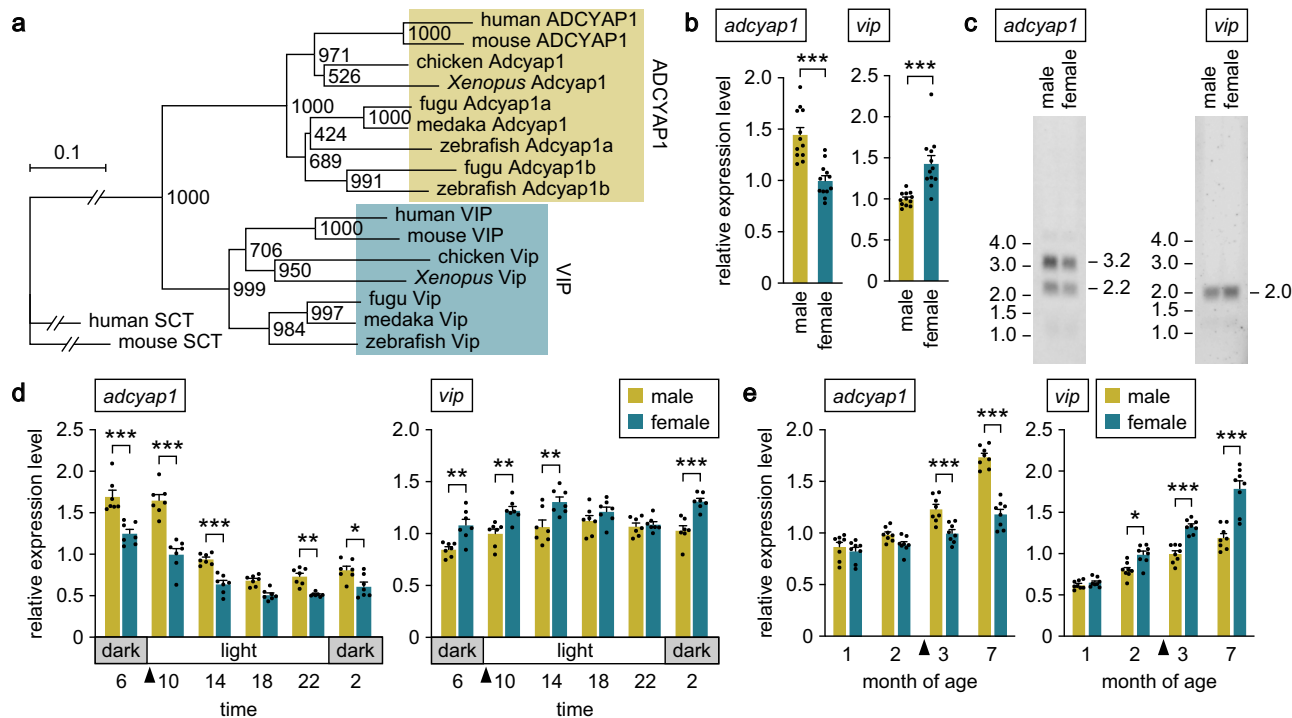 a
0.1
human ADCYAP1
mouse ADCYAP1
chicken Adcyap1
Xenopus Adcyap1
fugu Adcyap1a
medaka Adcyap1
zebrafish Adcyap1a
fugu Adcyap1b
zebrafish Adcyap1b
human VIP
mouse VIP
chicken Vip
Xenopus Vip
fugu Vip
medaka Vip
zebrafish Vip
human SCT
mouse SCT
1000
971
526
1000
1000
424
689
991
1000
1000
706
950
999
997
984
ADCYAP1
VIP
b
adcyap1
vip
relative expression level
2.0
1.5
1.0
0.5
0
***
male
female
2.5
2.0
1.5
1.0
0.5
0
***
male
female
c
adcyap1
vip
male
female
male
female
4.0
3.0
2.0
1.5
1.0
3.2
2.2
4.0
3.0
2.0
1.5
1.0
2.0
d
adcyap1
relative expression level
2.5
2.0
1.5
1.0
0.5
0
*** *** *** ** *
dark light dark
6 10 14 18 22 2
time
vip
male
female
2.0
1.5
1.0
0.5
0
** ** ** ***
dark light dark
6 10 14 18 22 2
time
e
adcyap1
relative expression level
2.0
1.5
1.0
0.5
0
*** ***
1 2 3 7
month of age
vip
male
female
2.5
2.0
1.5
1.0
0.5
0
* *** ***
1 2 3 7
month of age